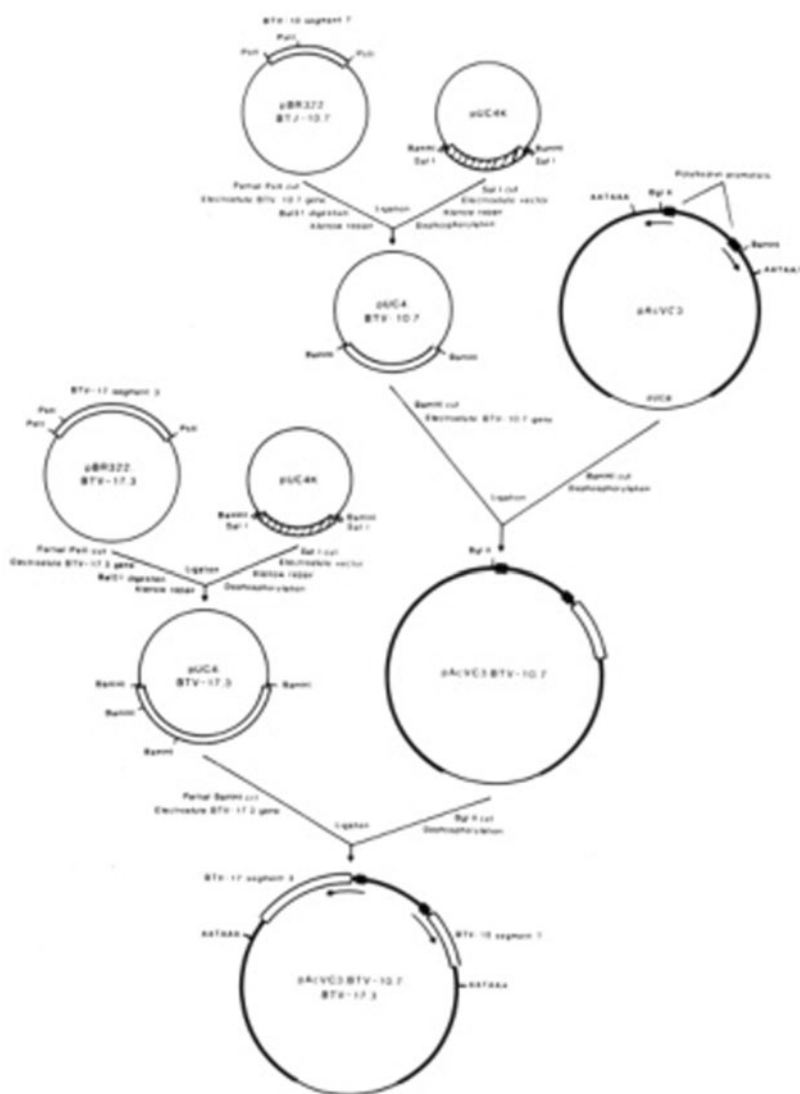 BTV-10 segment 7
PstI
PstI
PstI
pBR322
BTV-10.7
pUC4K
BamHI
Sal I
BamHI
Sal I
Partial PstI cut
Electroelute BTV-10.7 gene
Bal31 digestion
Klenow repair
Ligation
Sal I cut
Electroelute vector
Klenow repair
Dephosphorylation
Polyhedrin promoters
AATAAA
Bgl II
BamHI
AATAAA
pAcVC3
pUC8
pUC4
BTV-10.7
BamHI
BamHI
BamHI cut
Electroelute BTV-10.7 gene
Ligation
BamHI cut
Dephosphorylation
BTV-17 segment 3
PstI
PstI
PstI
pBR322
BTV-17.3
pUC4K
BamHI
Sal I
BamHI
Sal I
Partial PstI cut
Electroelute BTV-17.3 gene
Bal31 digestion
Klenow repair
Ligation
Sal I cut
Electroelute vector
Klenow repair
Dephosphorylation
Bgl II
pUC4
BTV-17.3
BamHI
BamHI
BamHI
BamHI
pAcVC3 BTV-10.7
Partial BamHI cut
Electroelute BTV-17.3 gene
Ligation
Bgl II cut
Dephosphorylation
BTV-17 segment 3
AATAAA
BTV-10 segment 7
AATAAA
pAcVC3 BTV-10.7
BTV-17.3